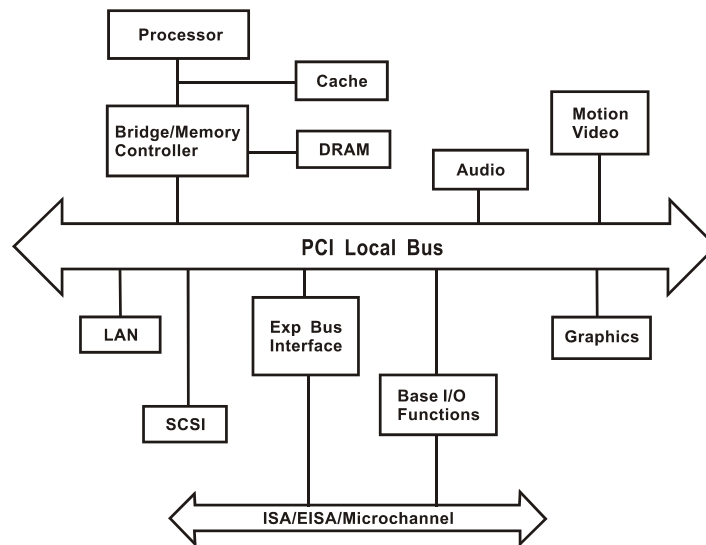 Processor
Cache
Bridge/Memory
Controller
DRAM
Motion
Video
Audio
PCI Local Bus
LAN
Exp Bus
Interface
Graphics
Base I/O
Functions
SCSI
ISA/EISA/Microchannel